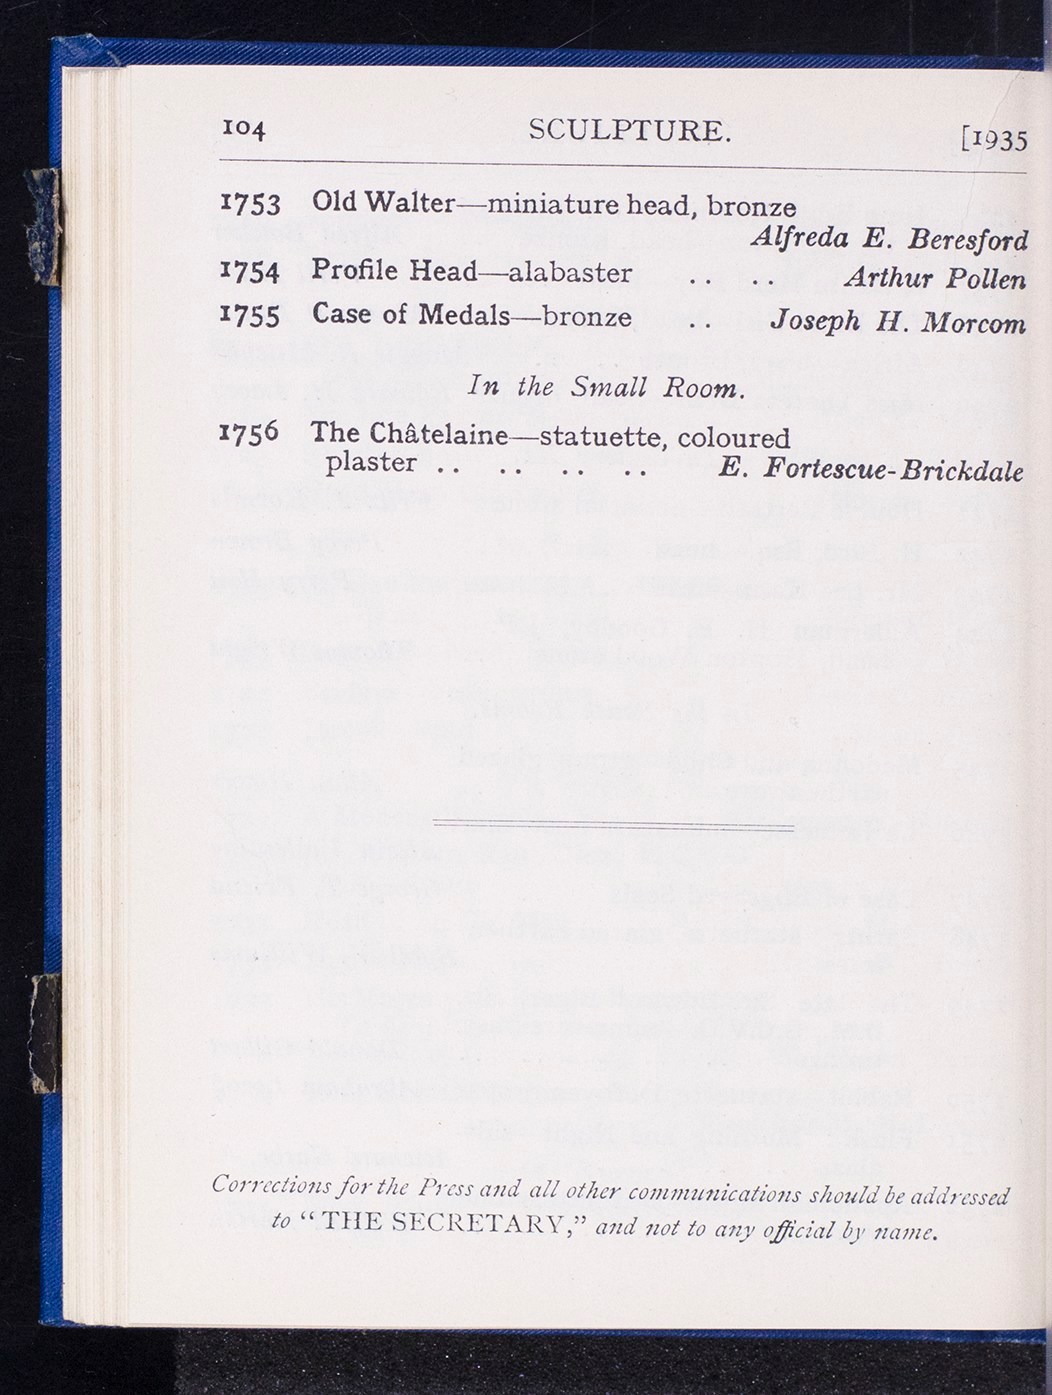 104 SCULPTURE. [1935
1753 Old Walter—miniature head, bronze
Alfreda E. Beresford
1754 Profile Head—alabaster .. .. Arthur Pollen
1755 Case of Medals—bronze .. Joseph H. Morcom
In the Small Room.
1756 The Châtelaine—statuette, coloured
plaster .. .. .. .. E. Fortescue-Brickdale
Corrections for the Press and all other communications should be addressed
to “THE SECRETARY,” and not to any official by name.